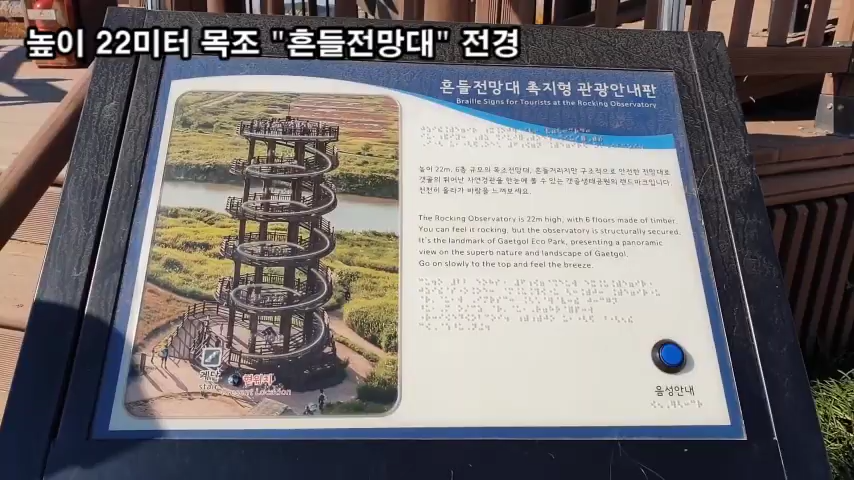 높이 22미터 목조 "흔들전망대" 전경
흔들전망대 촉지형 관광안내판
Braille Signs for Tourists at the Rocking Observatory
높이 22m, 6층 규모의 목조전망대, 흔들거리지만 구조적으로 안전한 전망대로
갯골의 뛰어난 자연경관을 한눈에 볼 수 있는 갯골생태공원의 랜드마크입니다.
천천히 올라가 바람을 느껴보세요.
The Rocking Observatory is 22m high, with 6 floors made of timber.
You can feel it rocking, but the observatory is structurally secured.
It's the landmark of Gaetgol Eco Park, presenting a panoramic
view on the superb nature and landscape of Gaetgol.
Go on slowly to the top and feel the breeze.
계단
stair
현위치
Present Location
음성안내